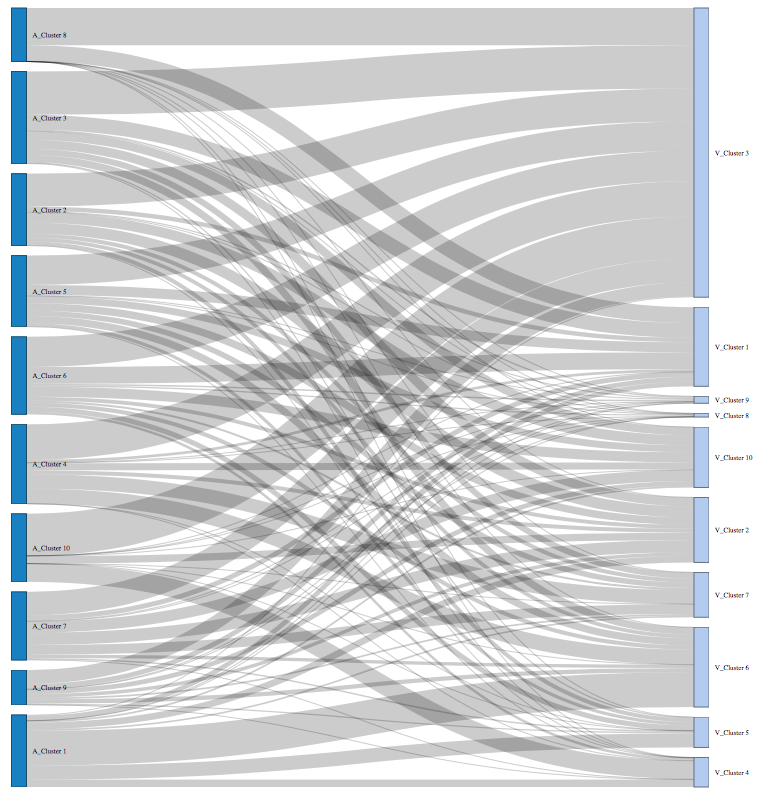 A_Cluster 8
A_Cluster 3
A_Cluster 2
A_Cluster 5
A_Cluster 6
A_Cluster 4
A_Cluster 10
A_Cluster 7
A_Cluster 9
A_Cluster 1
V_Cluster 3
V_Cluster 1
V_Cluster 9
V_Cluster 8
V_Cluster 10
V_Cluster 2
V_Cluster 7
V_Cluster 6
V_Cluster 5
V_Cluster 4